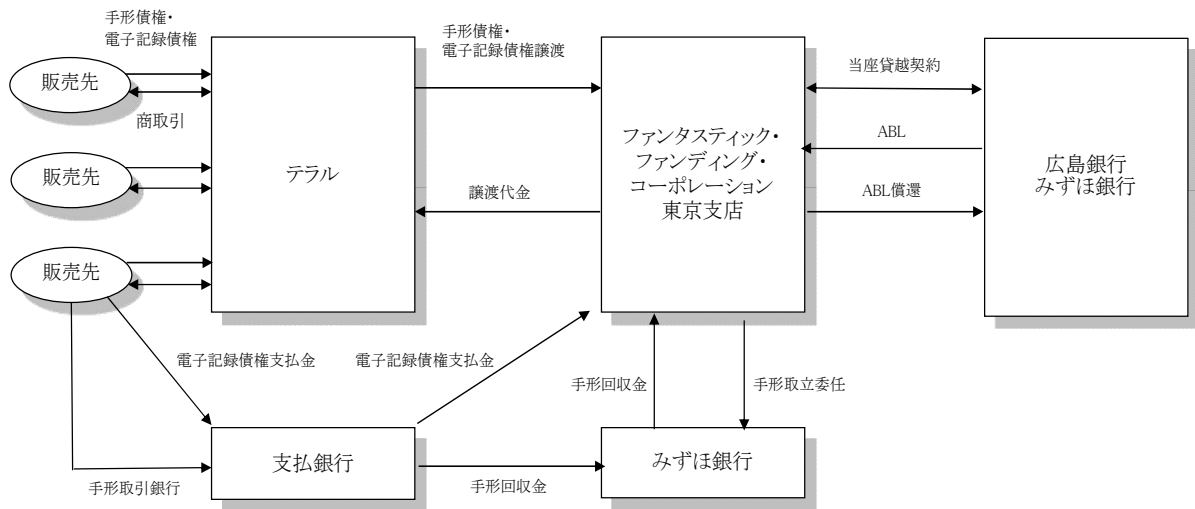 手形債権・
電子記録債権
手形債権・
電子記録債権譲渡
販売先
商取引
当座貸越契約
ABL
販売先
テラル
ファンタスティック・
ファンディング・
コーポレーション
東京支店
広島銀行
みずほ銀行
譲渡代金
ABL償還
販売先
電子記録債権支払金
電子記録債権支払金
手形回収金
手形取立委任
支払銀行
みずほ銀行
手形取引銀行
手形回収金